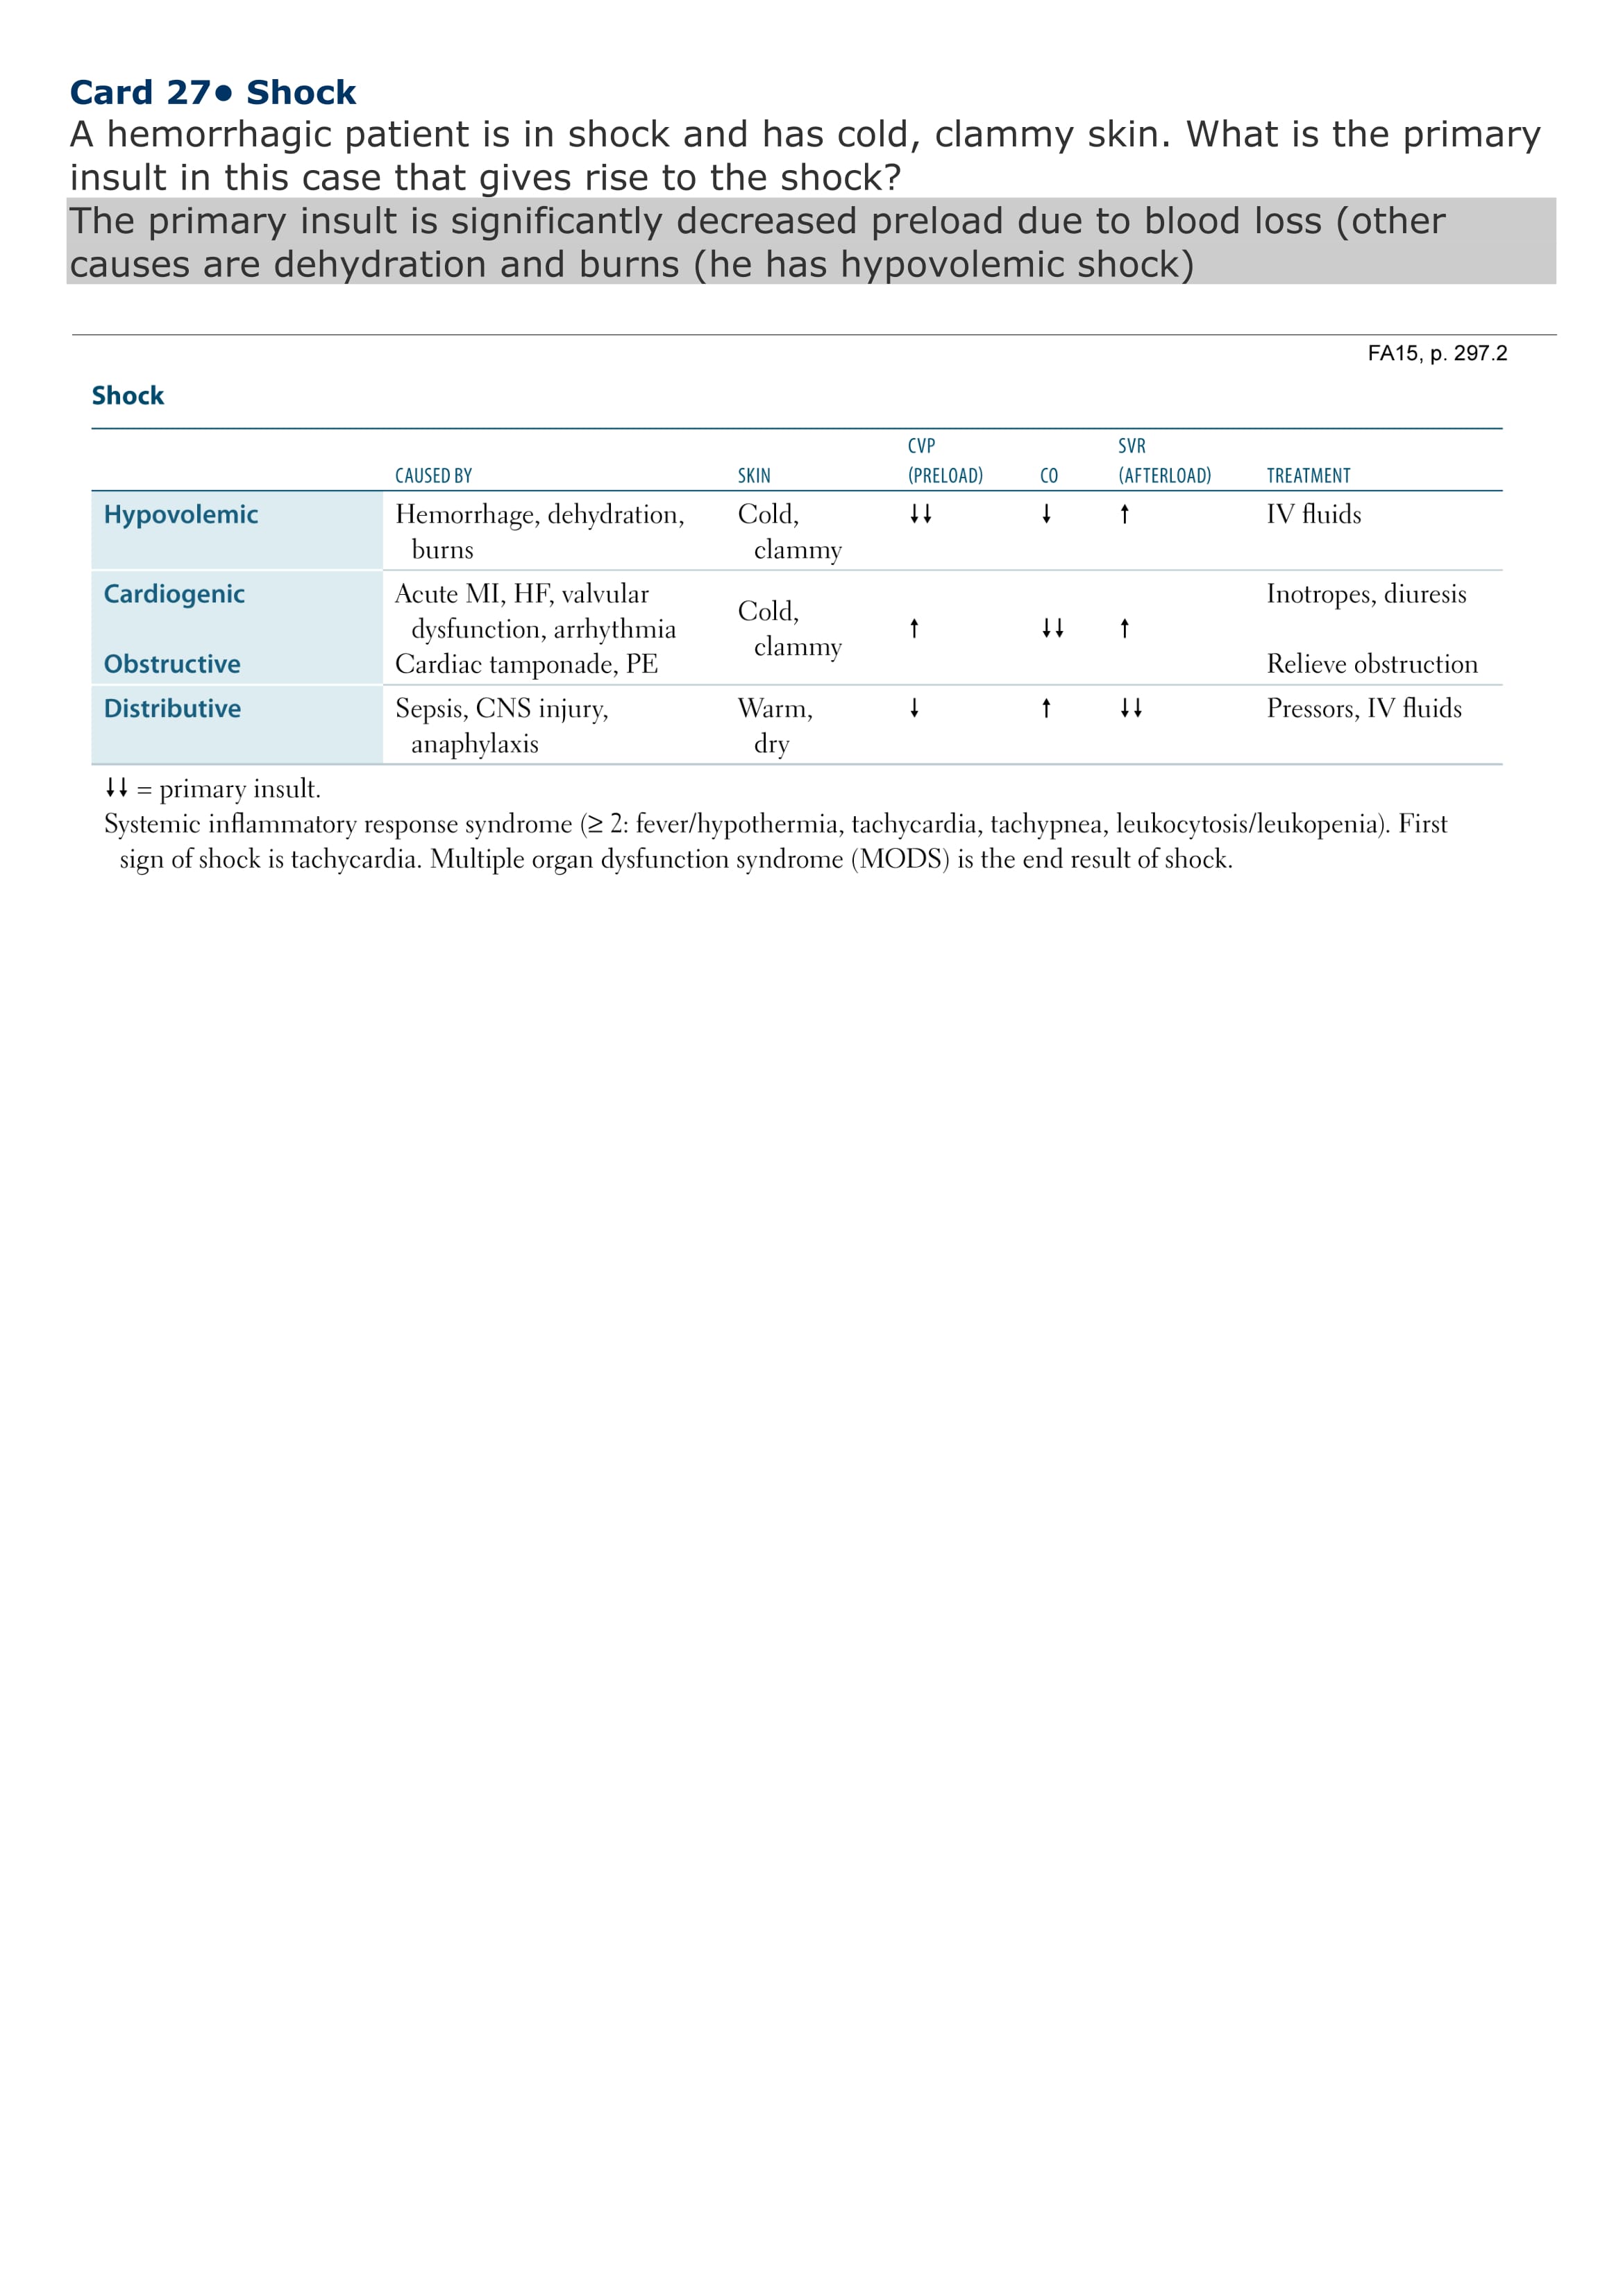 Card 27• Shock
A hemorrhagic patient is in shock and has cold, clammy skin. What is the primary
insult in this case that gives rise to the shock?
The primary insult is significantly decreased preload due to blood loss (other
causes are dehydration and burns (he has hypovolemic shock)
FA15, p. 297.2
Shock
CAUSED BY SKIN CVP (PRELOAD) CO SVR (AFTERLOAD) TREATMENT
Hypovolemic Hemorrhage, dehydration, Cold, ↓↓ ↓ ↑ IV fluids
burns clammy
Cardiogenic Acute MI, HF, valvular Inotropes, diuresis
dysfunction, arrhythmia Cold, clammy ↑ ↓↓ ↑
Obstructive Cardiac tamponade, PE Relieve obstruction
Distributive Sepsis, CNS injury, Warm, ↓ ↑ ↓↓ Pressors, IV fluids
anaphylaxis dry
↓↓ = primary insult.
Systemic inflammatory response syndrome (≥ 2: fever/hypothermia, tachycardia, tachypnea, leukocytosis/leukopenia). First
sign of shock is tachycardia. Multiple organ dysfunction syndrome (MODS) is the end result of shock.